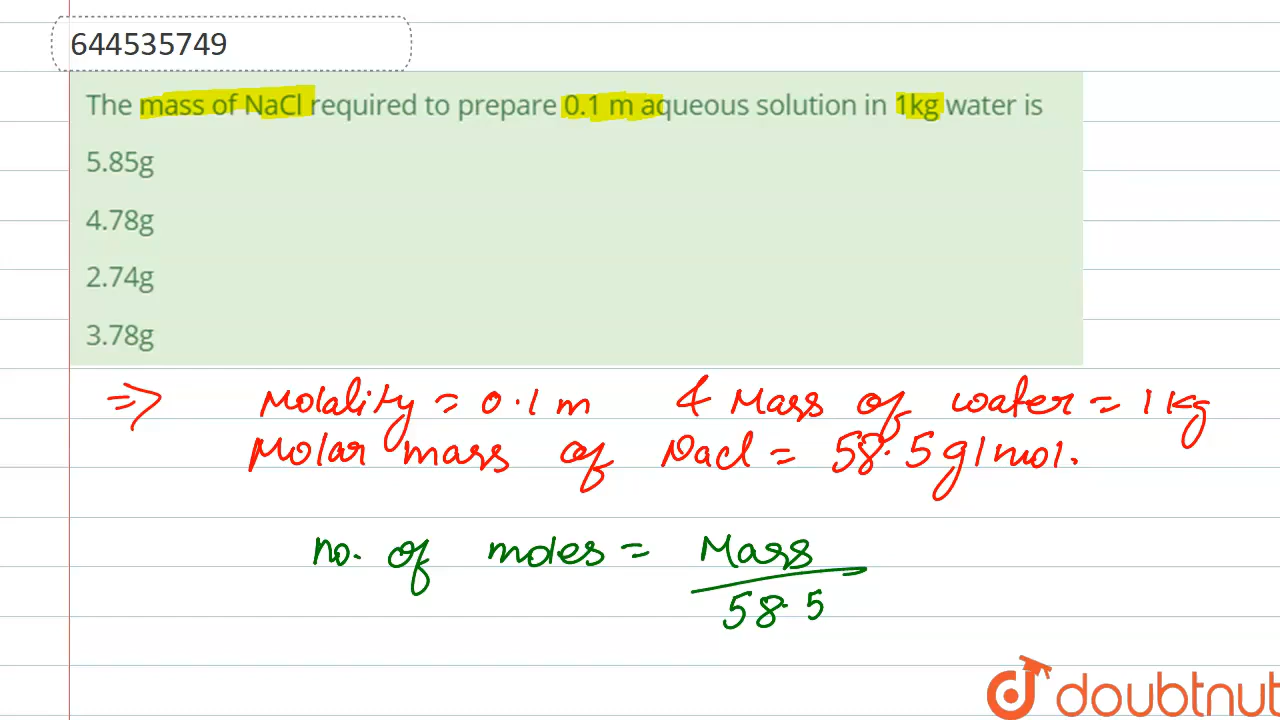 644535749
The mass of NaCl required to prepare 0.1 m aqueous solution in 1kg water is
5.85g
4.78g
2.74g
3.78g
=> Molality = 0.1 m & Mass of water = 1 kg
Molar mass of Nacl = 58.5 g/mol.
no. of moles = Mass
58.5
doubtnut